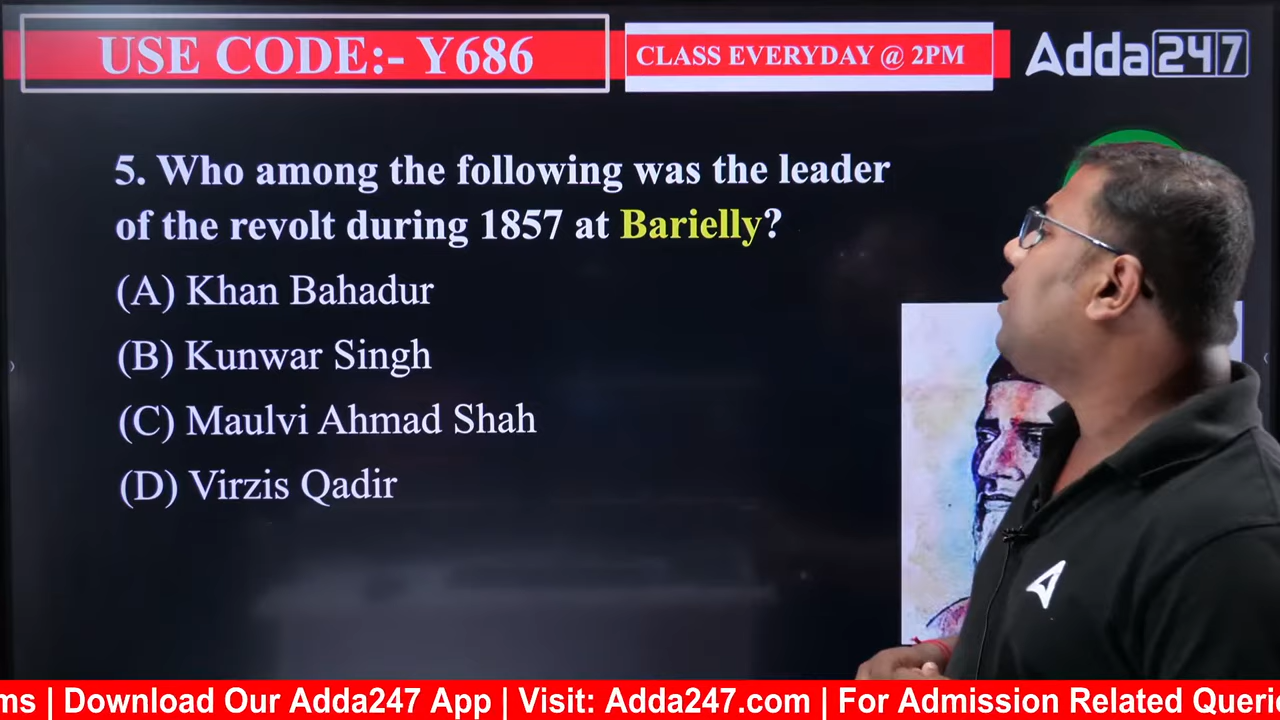 USE CODE:- Y686
CLASS EVERYDAY @ 2PM
Adda247
5. Who among the following was the leader
of the revolt during 1857 at Barielly?
(A) Khan Bahadur
(B) Kunwar Singh
(C) Maulvi Ahmad Shah
(D) Virzis Qadir
| Download Our Adda247 App | Visit: Adda247.com | For Admission Related